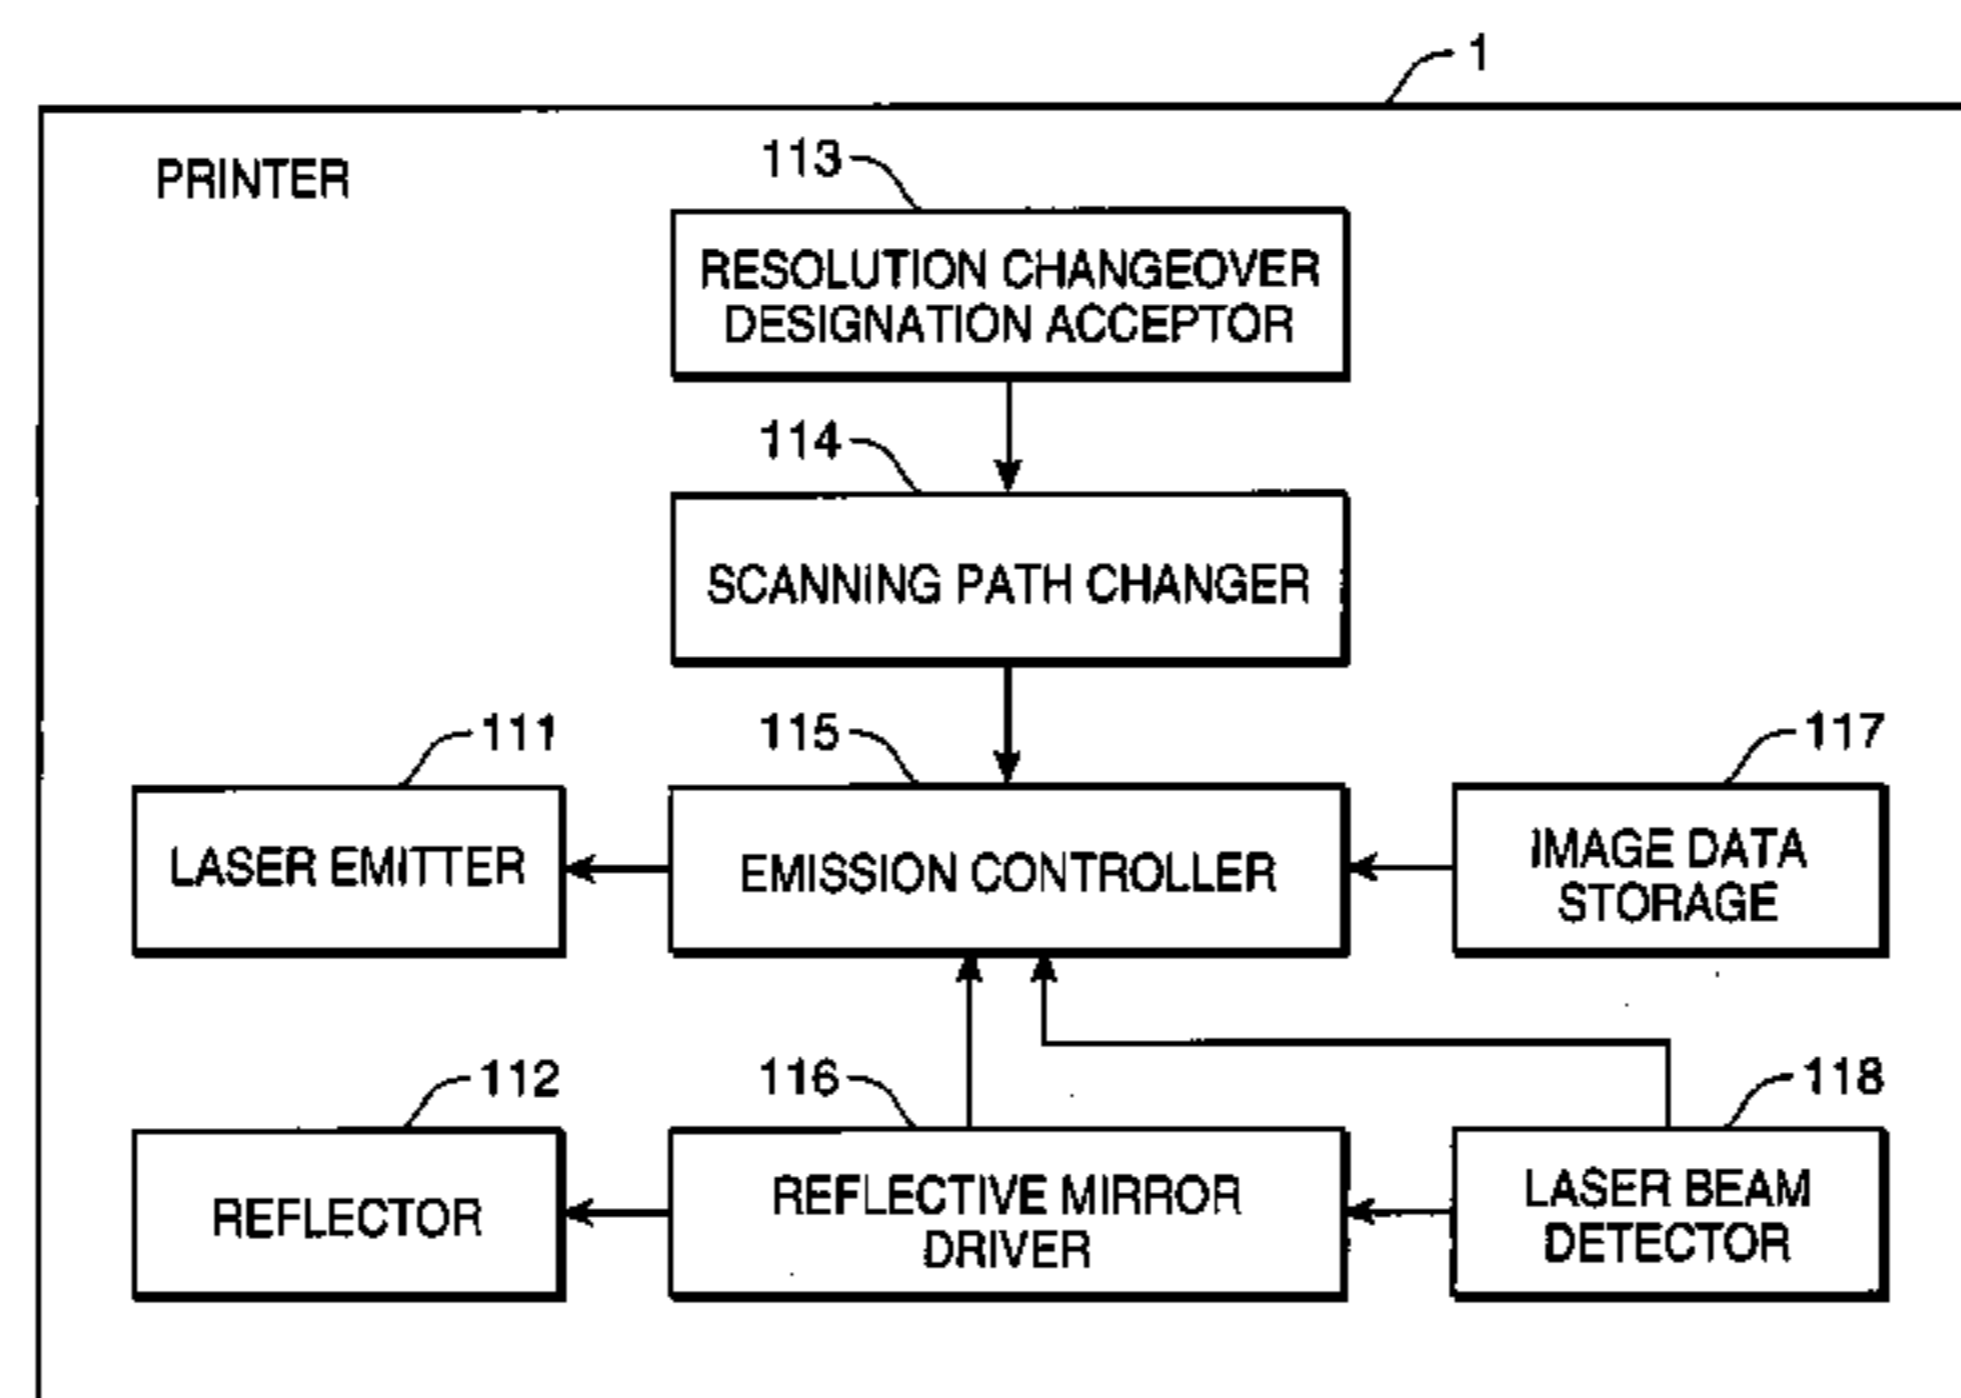 1
PRINTER
113
RESOLUTION CHANGEOVER
DESIGNATION ACCEPTOR
114
SCANNING PATH CHANGER
111
115
117
LASER EMITTER
EMISSION CONTROLLER
IMAGE DATA
STORAGE
112
116
118
REFLECTOR
REFLECTIVE MIRROR
DRIVER
LASER BEAM
DETECTOR